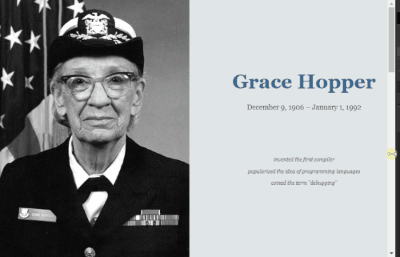 Grace Hopper
December 9, 1906 – January 1, 1992
invented the first compiler
popularized the idea of programming languages
coined the term "debugging"